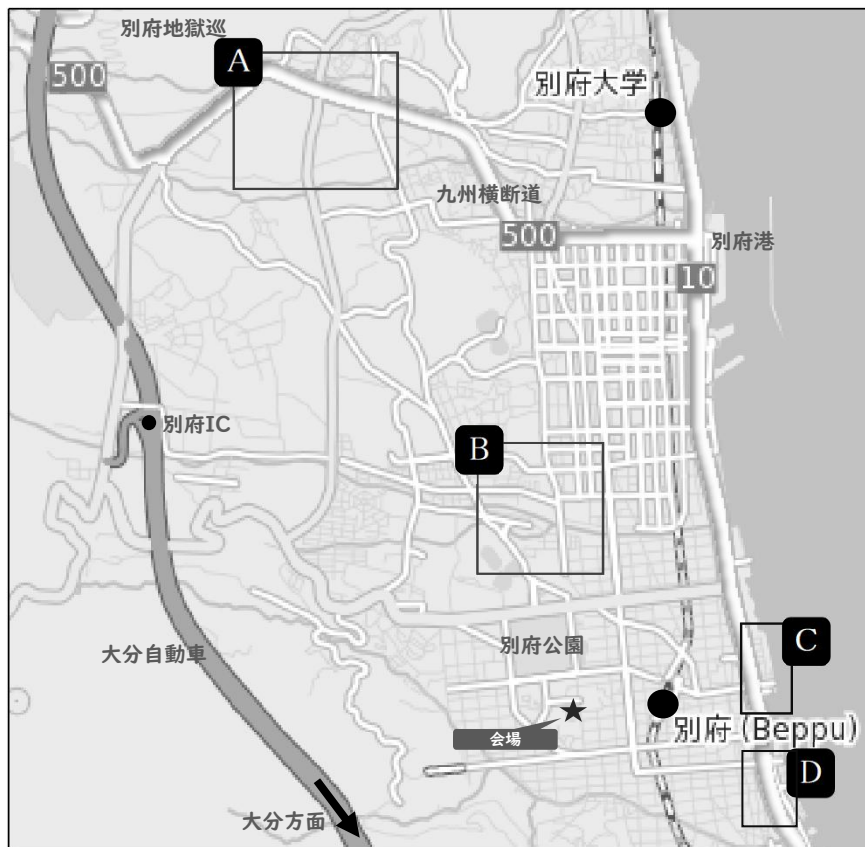 別府地獄巡
A
500
別府大学
九州横断道
500
別府港
10
別府IC
B
大分自動車
別府公園
C
会場
別府 (Beppu)
D
大分方面